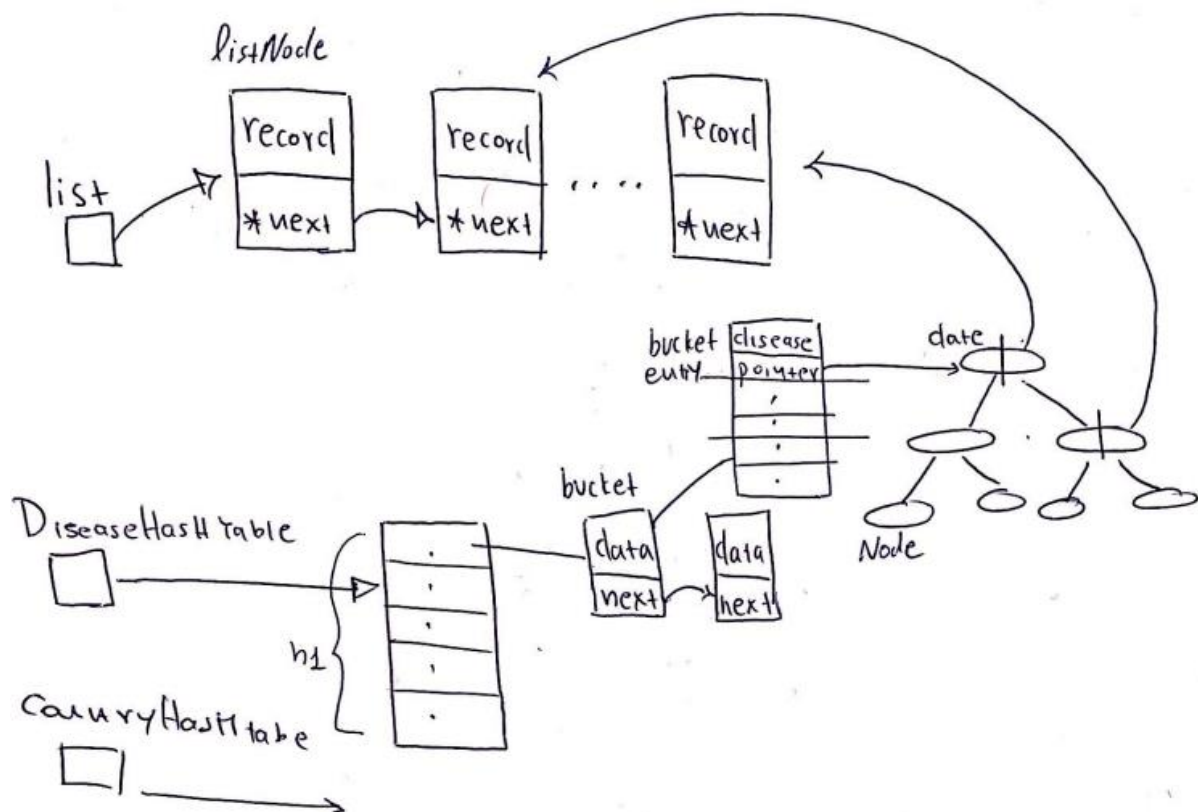 listNode
record
record
record
list
*next
*next
....
*next
bucket
entry
disease
pointer
date
bucket
DiseaseHashTable
data
next
data
next
Node
h1
CounryHashtabe